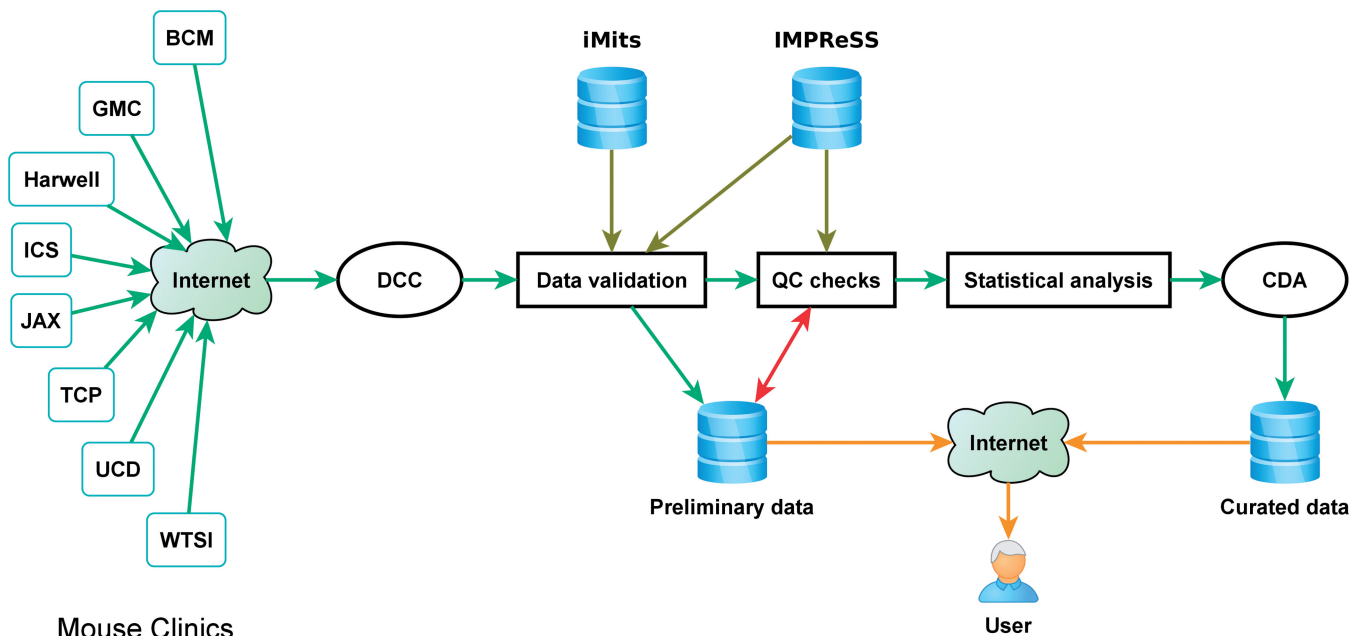 BCM
iMits
IMPReSS
GMC
Harwell
ICS
Internet
DCC
Data validation
QC checks
Statistical analysis
CDA
JAX
TCP
UCD
WTSI
Internet
Preliminary data
Curated data
User
Mouse Clinics